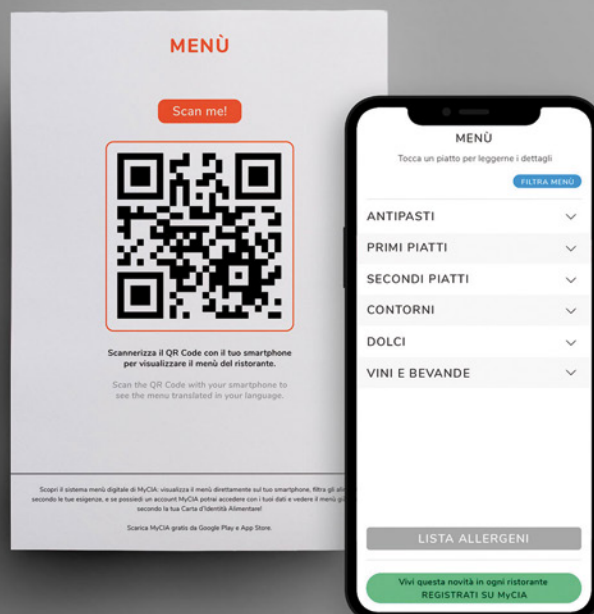 MENÙ
Scan me!
Scannerizza il QR Code con il tuo smartphone
per visualizzare il menù del ristorante.
Scan the QR Code with your smartphone to
see the menu translated in your language.
Scopri il sistema menù digitale di MyCIA: visualizza il menù direttamente sul tuo smartphone, filtra gli
secondo le tue esigenze, e se possiedi un account MyCIA potrai accedere con i tuoi dati e vedere il menù
secondo la tua Carta d'Identità Alimentare!
Scarica MyCIA gratis da Google Play e App Store.
MENÙ
Tocca un piatto per leggerne i dettagli
FILTRA MENÙ
ANTIPASTI
PRIMI PIATTI
SECONDI PIATTI
CONTORNI
DOLCI
VINI E BEVANDE
LISTA ALLERGENI
Vivi questa novità in ogni ristorante
REGISTRATI SU MyCIA